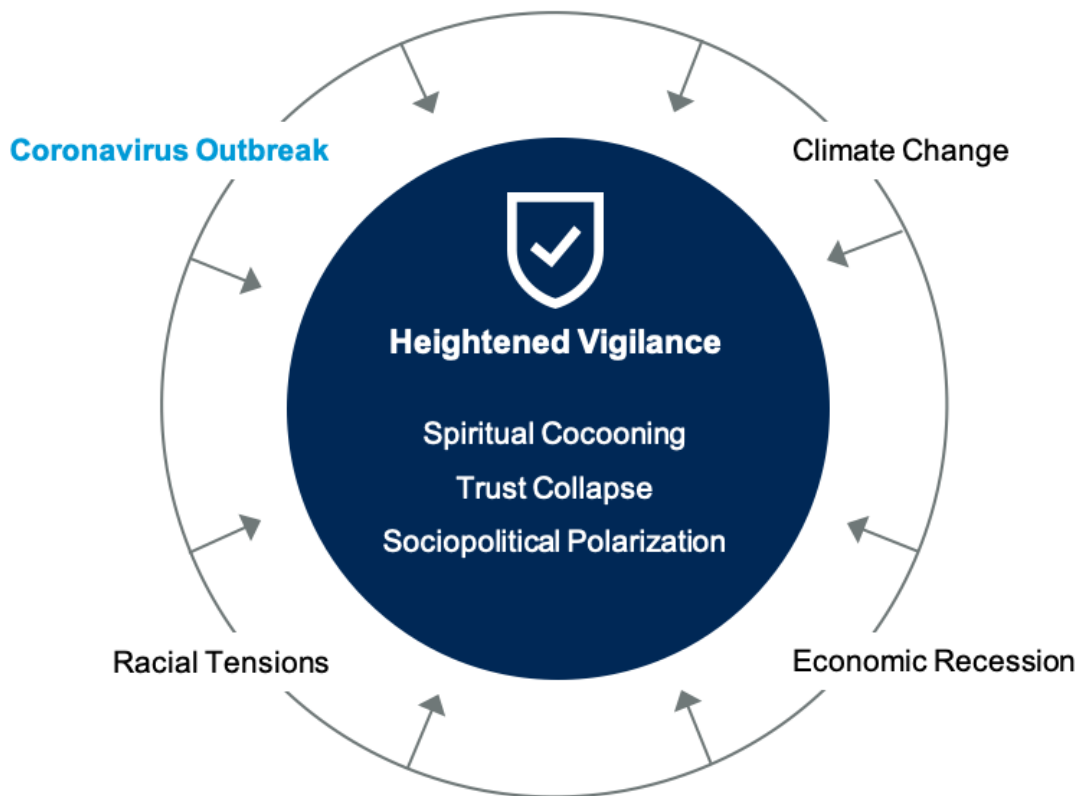 Coronavirus Outbreak
Climate Change
Heightened Vigilance
Spiritual Cocooning
Trust Collapse
Sociopolitical Polarization
Racial Tensions
Economic Recession